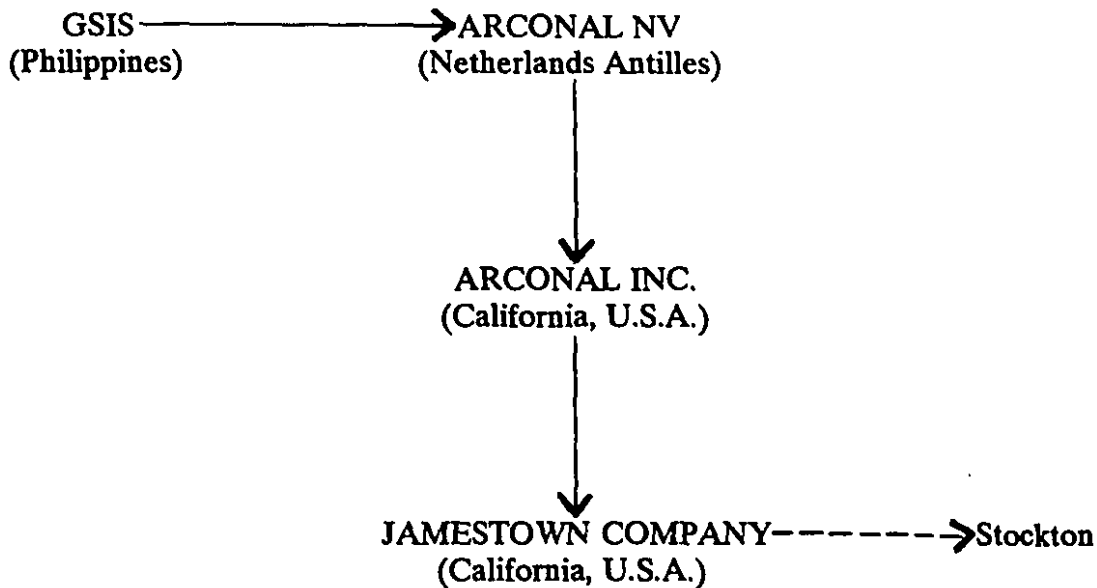 GSIS
(Philippines)
ARCONAL NV
(Netherlands Antilles)
ARCONAL INC.
(California, U.S.A.)
JAMESTOWN COMPANY
(California, U.S.A.)
Stockton